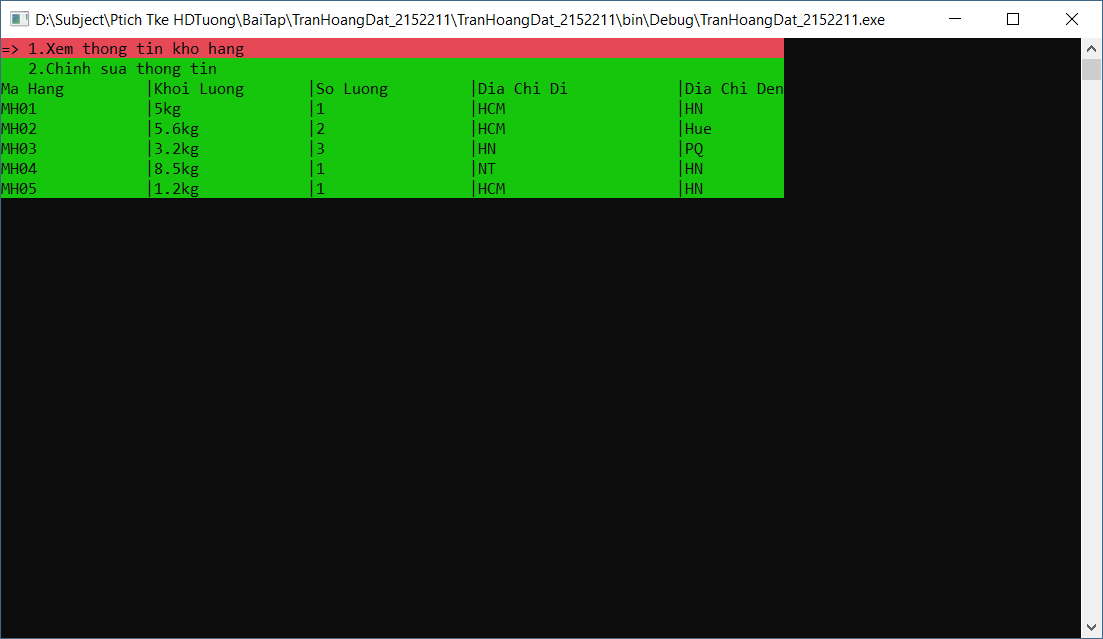 D:\Subject\Ptich Tke HDTuong\BaiTap\TranHoangDat_2152211\TranHoangDat_2152211\bin\Debug\TranHoangDat_2152211.exe
=> 1.Xem thong tin kho hang
2.Chinh sua thong tin
Ma Hang |Khoi Luong |So Luong |Dia Chi Di |Dia Chi Den
MH01 |5kg |1 |HCM |HN
MH02 |5.6kg |2 |HCM |Hue
MH03 |3.2kg |3 |HN |PQ
MH04 |8.5kg |1 |NT |HN
MH05 |1.2kg |1 |HCM |HN